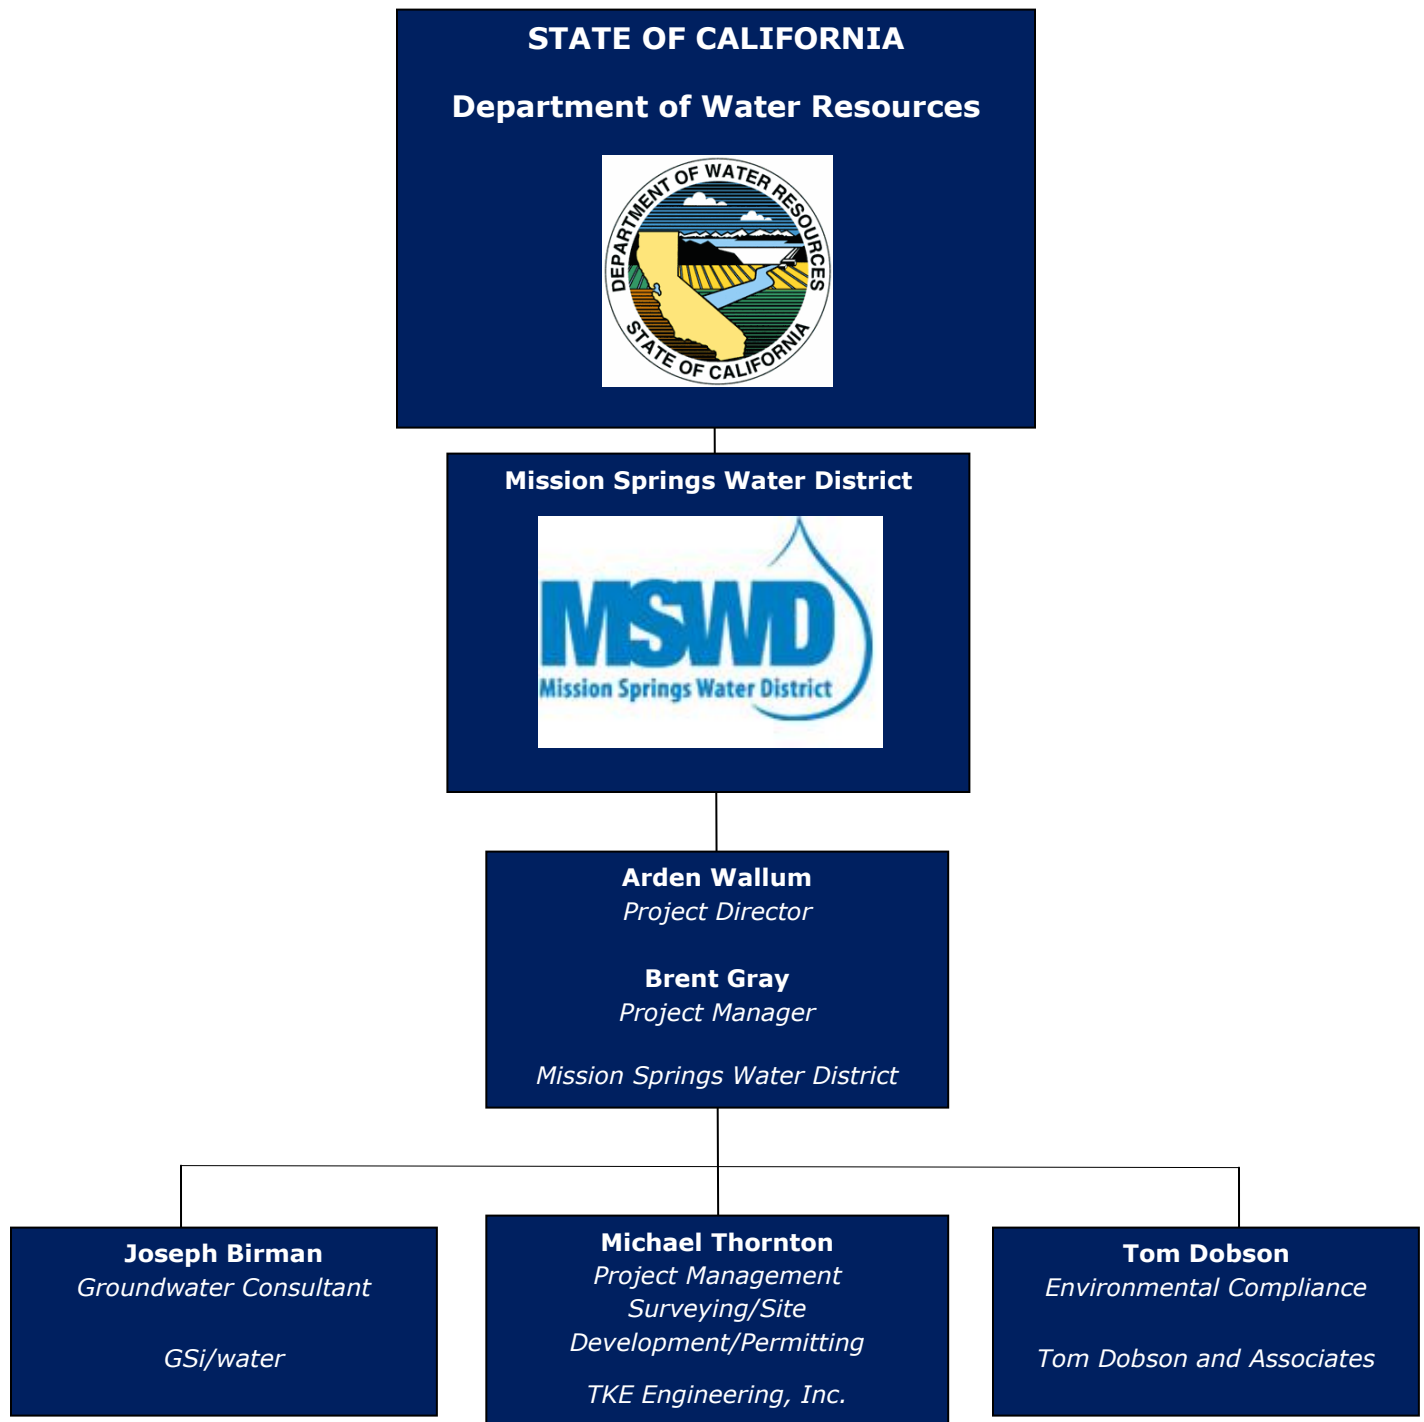 STATE OF CALIFORNIA
Department of Water Resources
DEPARTMENT OF WATER RESOURCES
STATE OF CALIFORNIA
Mission Springs Water District
MSWD
Mission Springs Water District
Arden Wallum
Project Director
Brent Gray
Project Manager
Mission Springs Water District
Joseph Birman
Groundwater Consultant
GSi/water
Michael Thornton
Project Management
Surveying/Site
Development/Permitting
TKE Engineering, Inc.
Tom Dobson
Environmental Compliance
Tom Dobson and Associates